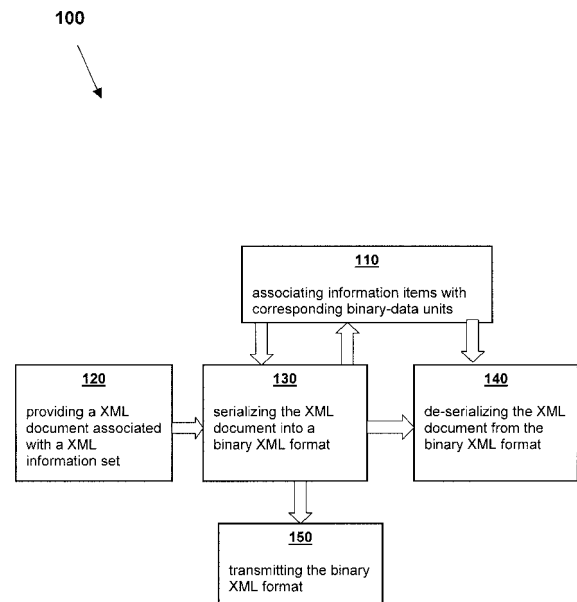 100
110
associating information items with
corresponding binary-data units
120
providing a XML
document associated
with a XML
information set
130
serializing the XML
document into a
binary XML format
140
de-serializing the XML
document from the
binary XML format
150
transmitting the binary
XML format